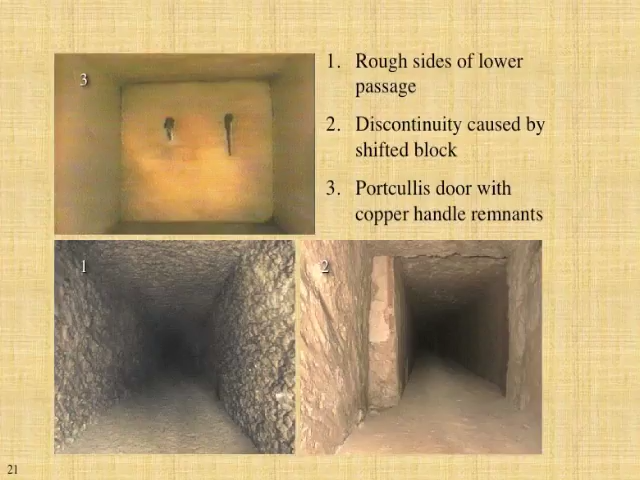 3
1. Rough sides of lower
passage
2. Discontinuity caused by
shifted block
3. Portcullis door with
copper handle remnants
1
2
21